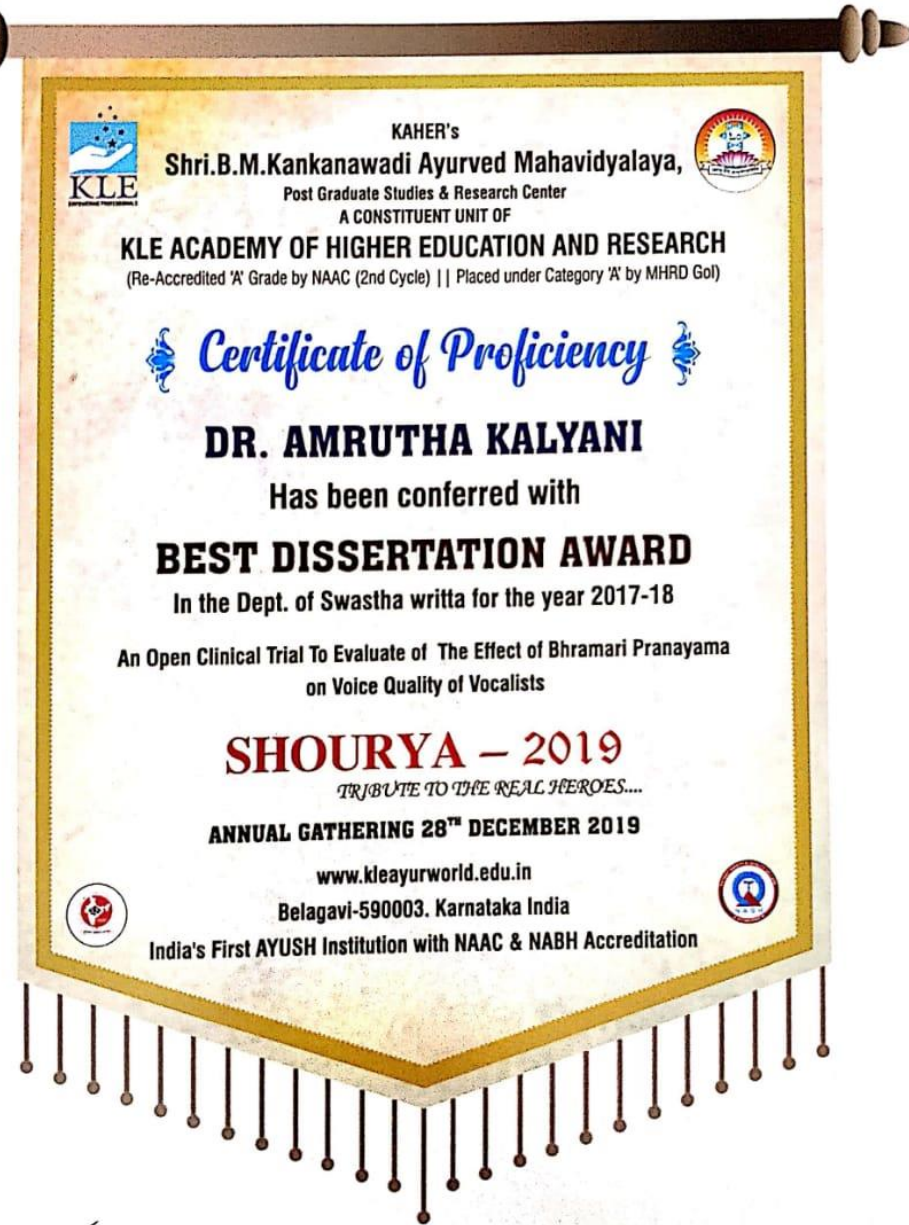 KAHER's
Shri.B.M.Kankanawadi Ayurved Mahavidyalaya,
Post Graduate Studies & Research Center
A CONSTITUENT UNIT OF
KLE ACADEMY OF HIGHER EDUCATION AND RESEARCH
(Re-Accredited 'A' Grade by NAAC (2nd Cycle) || Placed under Category 'A' by MHRD GoI)
KLE
EMPOWERING PROFESSIONALS
Certificate of Proficiency
DR. AMRUTHA KALYANI
Has been conferred with
BEST DISSERTATION AWARD
In the Dept. of Swastha writta for the year 2017-18
An Open Clinical Trial To Evaluate of The Effect of Bhramari Pranayama
on Voice Quality of Vocalists
SHOURYA – 2019
TRIBUTE TO THE REAL HEROES....
ANNUAL GATHERING 28TH DECEMBER 2019
www.kleayurworld.edu.in
Belagavi-590003. Karnataka India
India's First AYUSH Institution with NAAC & NABH Accreditation
NABH